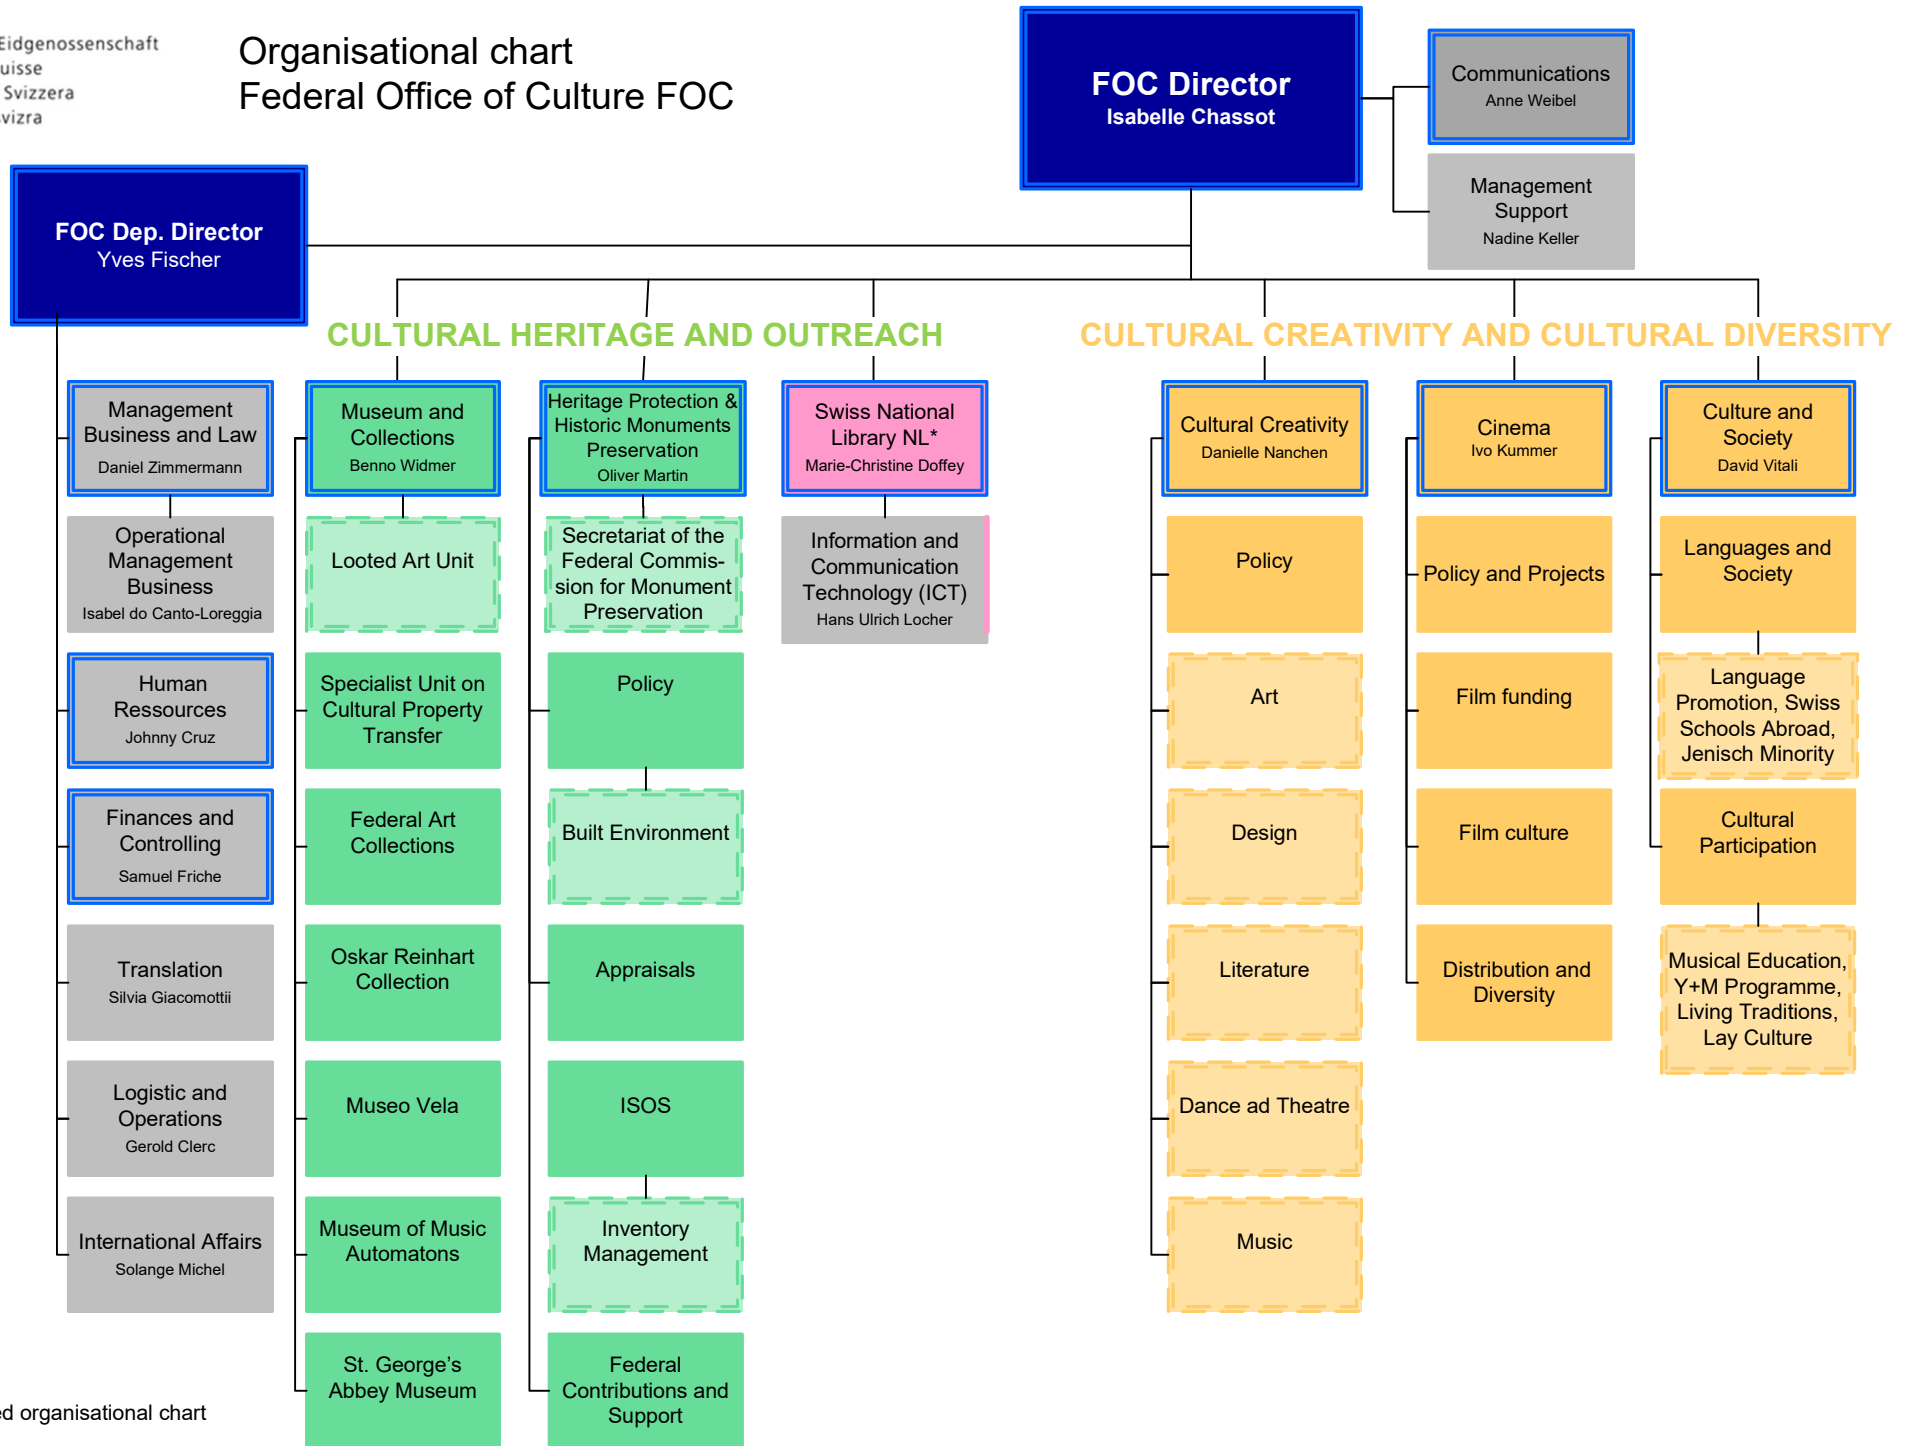 Eidgenossenschaft
Svizzera
Organisational chart
Federal Office of Culture FOC
FOC Director
Isabelle Chassot
Communications
Anne Weibel
Management
Support
Nadine Keller
FOC Dep. Director
Yves Fischer
CULTURAL HERITAGE AND OUTREACH
CULTURAL CREATIVITY AND CULTURAL DIVERSITY
Management
Business and Law
Daniel Zimmermann
Operational
Management
Business
Isabel do Canto-Loreggia
Human
Ressources
Johnny Cruz
Finances and
Controlling
Samuel Friche
Translation
Silvia Giacomottii
Logistic and
Operations
Gerold Clerc
International Affairs
Solange Michel
Museum and
Collections
Benno Widmer
Looted Art Unit
Specialist Unit on
Cultural Property
Transfer
Federal Art
Collections
Oskar Reinhart
Collection
Museo Vela
Museum of Music
Automatons
St. George's
Abbey Museum
Heritage Protection &
Historic Monuments
Preservation
Oliver Martin
Secretariat of the
Federal Commis-
sion for Monument
Preservation
Policy
Built Environment
Appraisals
ISOS
Inventory
Management
Federal
Contributions and
Support
Swiss National
Library NL*
Marie-Christine Doffey
Information and
Communication
Technology (ICT)
Hans Ulrich Locher
Cultural Creativity
Danielle Nanchen
Policy
Art
Design
Literature
Dance ad Theatre
Music
Cinema
Ivo Kummer
Policy and Projects
Film funding
Film culture
Distribution and
Diversity
Culture and
Society
David Vitali
Languages and
Society
Language
Promotion, Swiss
Schools Abroad,
Jenisch Minority
Cultural
Participation
Musical Education,
Y+M Programme,
Living Traditions,
Lay Culture
organisational chart